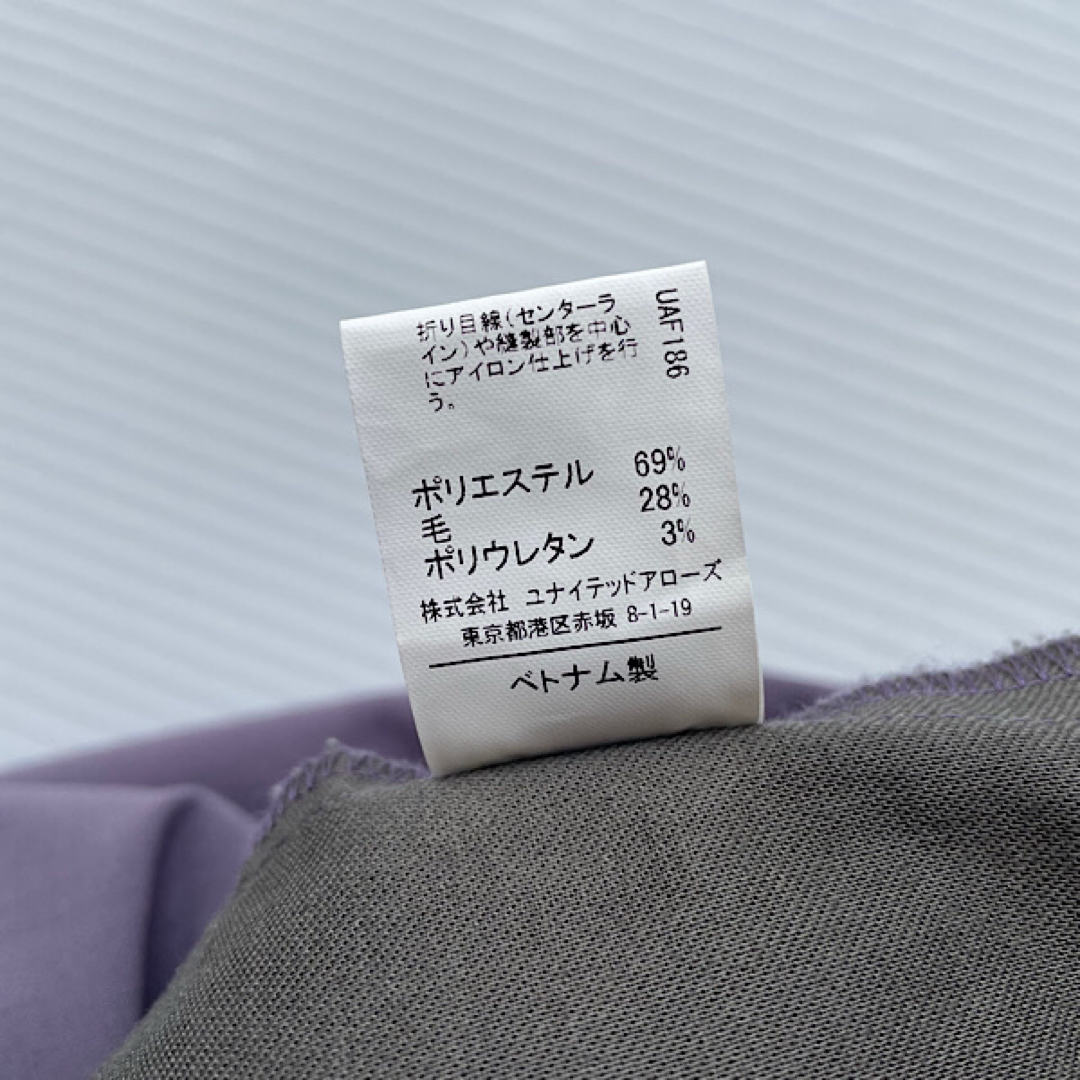 折り目線(センターラ
イン)や縫製部を中心
にアイロン仕上げを行
う。
UAF186
ポリエステル 69%
毛 28%
ポリウレタン 3%
株式会社 ユナイテッドアローズ
東京都港区赤坂 8-1-19
ベトナム製